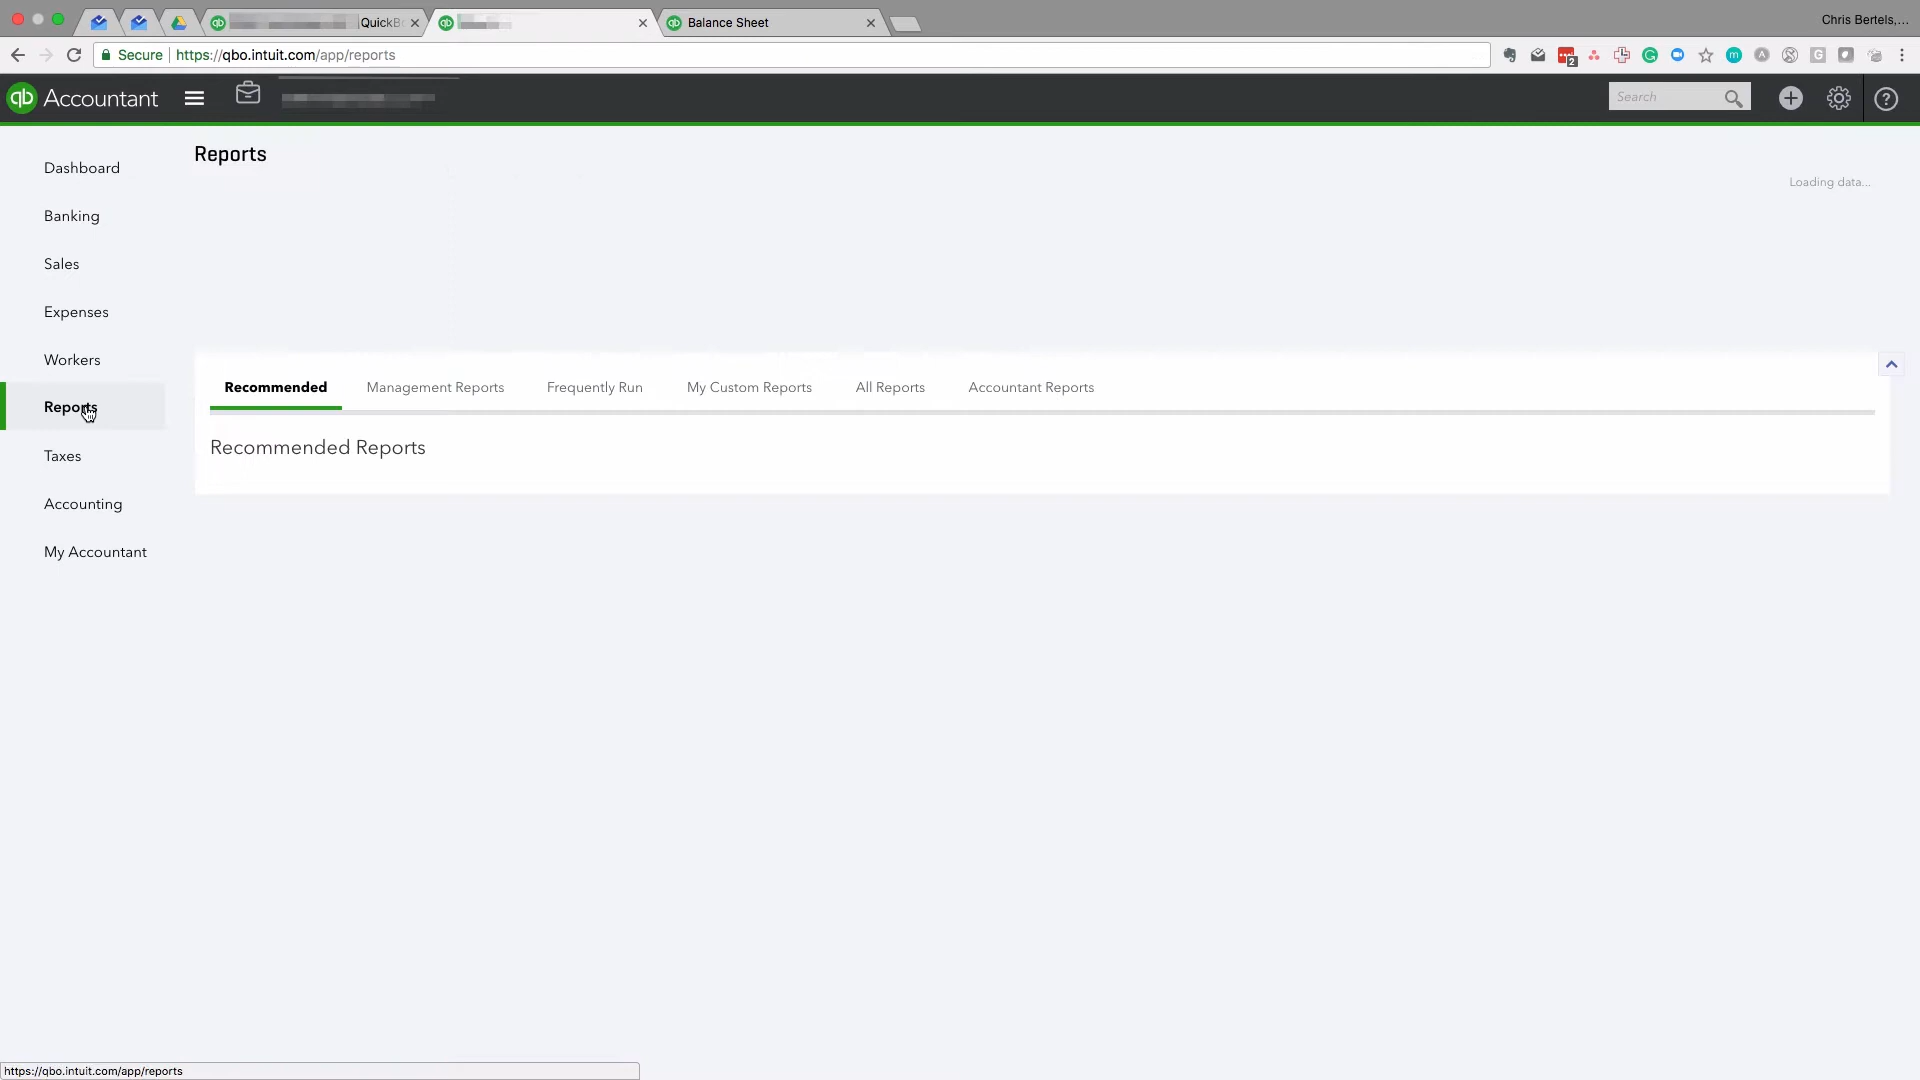 QuickB
Balance Sheet
Chris Bertels,...
Secure
https://qbo.intuit.com/app/reports
2
qb Accountant
Search
Reports
Loading data...
Dashboard
Banking
Sales
Expenses
Workers
Reports
Taxes
Accounting
My Accountant
Recommended
Management Reports
Frequently Run
My Custom Reports
All Reports
Accountant Reports
Recommended Reports
https://qbo.intuit.com/app/reports